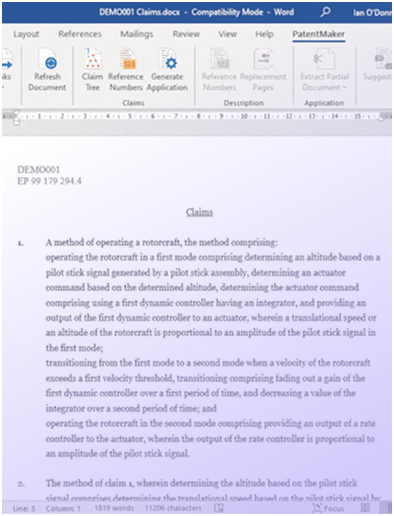 DEMO001 Claims.docx - Compatibility Mode - Word
Ian O'Donn
Layout References Mailings Review View Help PatentMaker
ks
Refresh Document
Claim Tree
Reference Numbers
Generate Application
Reference Numbers
Replacement Pages
Extract Partial Document
Suggest
Claims Description Application
DEMO001
EP 99 179 294.4
Claims
1. A method of operating a rotorcraft, the method comprising:
operating the rotorcraft in a first mode comprising determining an altitude based on a
pilot stick signal generated by a pilot stick assembly, determining an actuator
command based on the determined altitude, determining the actuator command
comprising using a first dynamic controller having an integrator, and providing an
output of the first dynamic controller to an actuator, wherein a translational speed or
an altitude of the rotorcraft is proportional to an amplitude of the pilot stick signal in
the first mode;
transitioning from the first mode to a second mode when a velocity of the rotorcraft
exceeds a first velocity threshold, transitioning comprising fading out a gain of the
first dynamic controller over a first period of time, and decreasing a value of the
integrator over a second period of time; and
operating the rotorcraft in the second mode comprising providing an output of a rate
controller to the actuator, wherein the output of the rate controller is proportional to
an amplitude of the pilot stick signal.
2. The method of claim 1, wherein determining the altitude based on the pilot stick
signal comprises determining the translational speed based on the pilot stick signal by
Line: 3 Column: 1 1819 words 11206 characters Focus